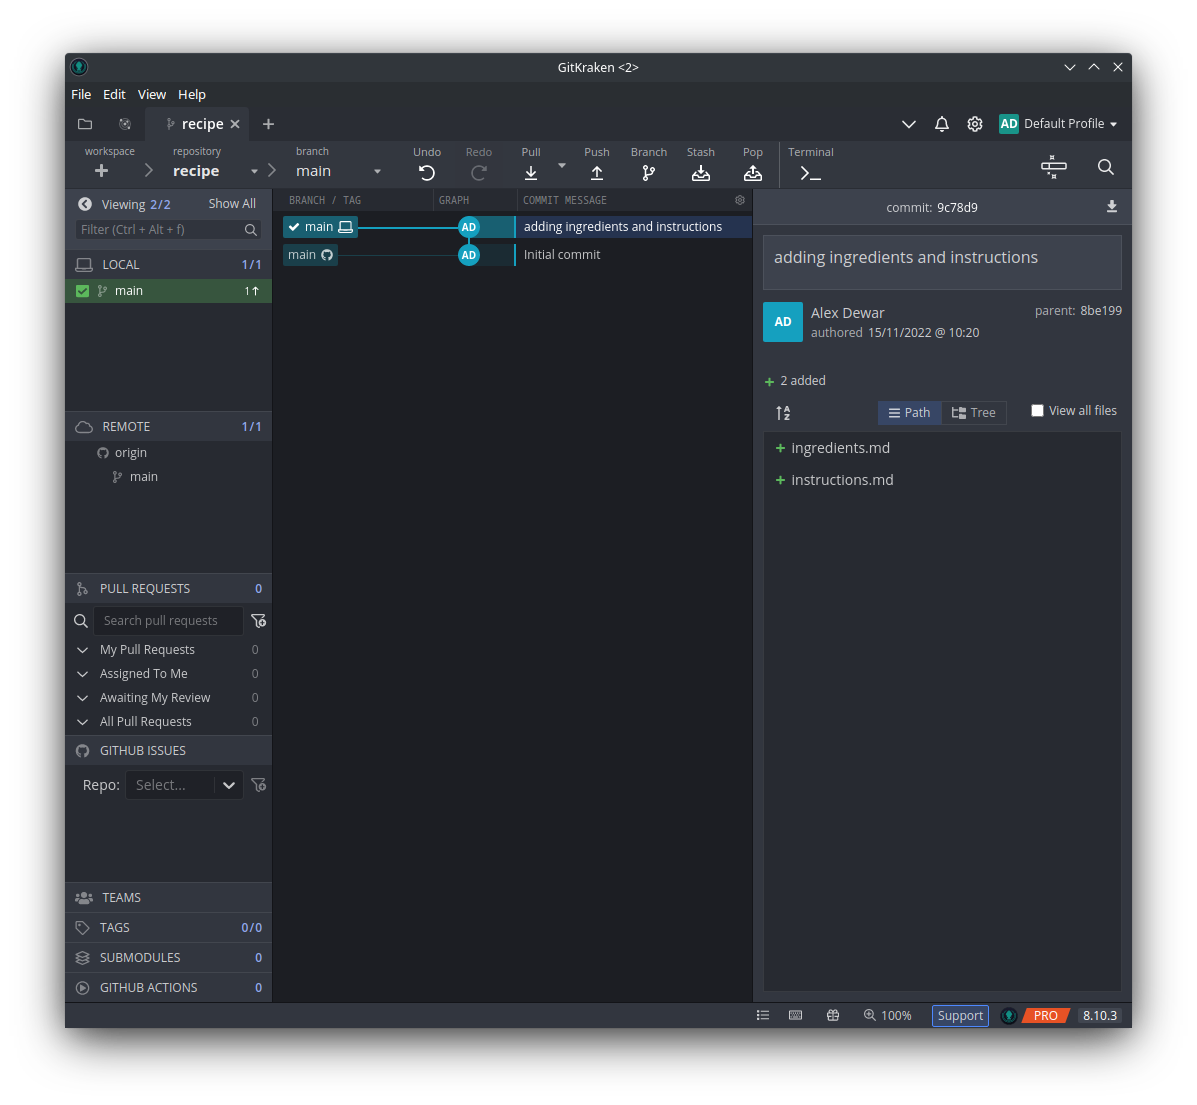 GitKraken <2>
File Edit View Help
recipe
AD Default Profile
workspace
repository
recipe
branch
main
Undo
Redo
Pull
Push
Branch
Stash
Pop
Terminal
Viewing 2/2 Show All
Filter (Ctrl + Alt + f)
LOCAL 1/1
main 1↑
REMOTE 1/1
origin
main
PULL REQUESTS 0
Search pull requests
My Pull Requests 0
Assigned To Me 0
Awaiting My Review 0
All Pull Requests 0
GITHUB ISSUES
Repo: Select...
TEAMS
TAGS 0/0
SUBMODULES 0
GITHUB ACTIONS 0
BRANCH / TAG GRAPH COMMIT MESSAGE
main AD adding ingredients and instructions
main AD Initial commit
commit: 9c78d9
adding ingredients and instructions
AD
Alex Dewar
authored 15/11/2022 @ 10:20
parent: 8be199
+ 2 added
A
Z
Path Tree View all files
+ ingredients.md
+ instructions.md
100% Support PRO 8.10.3